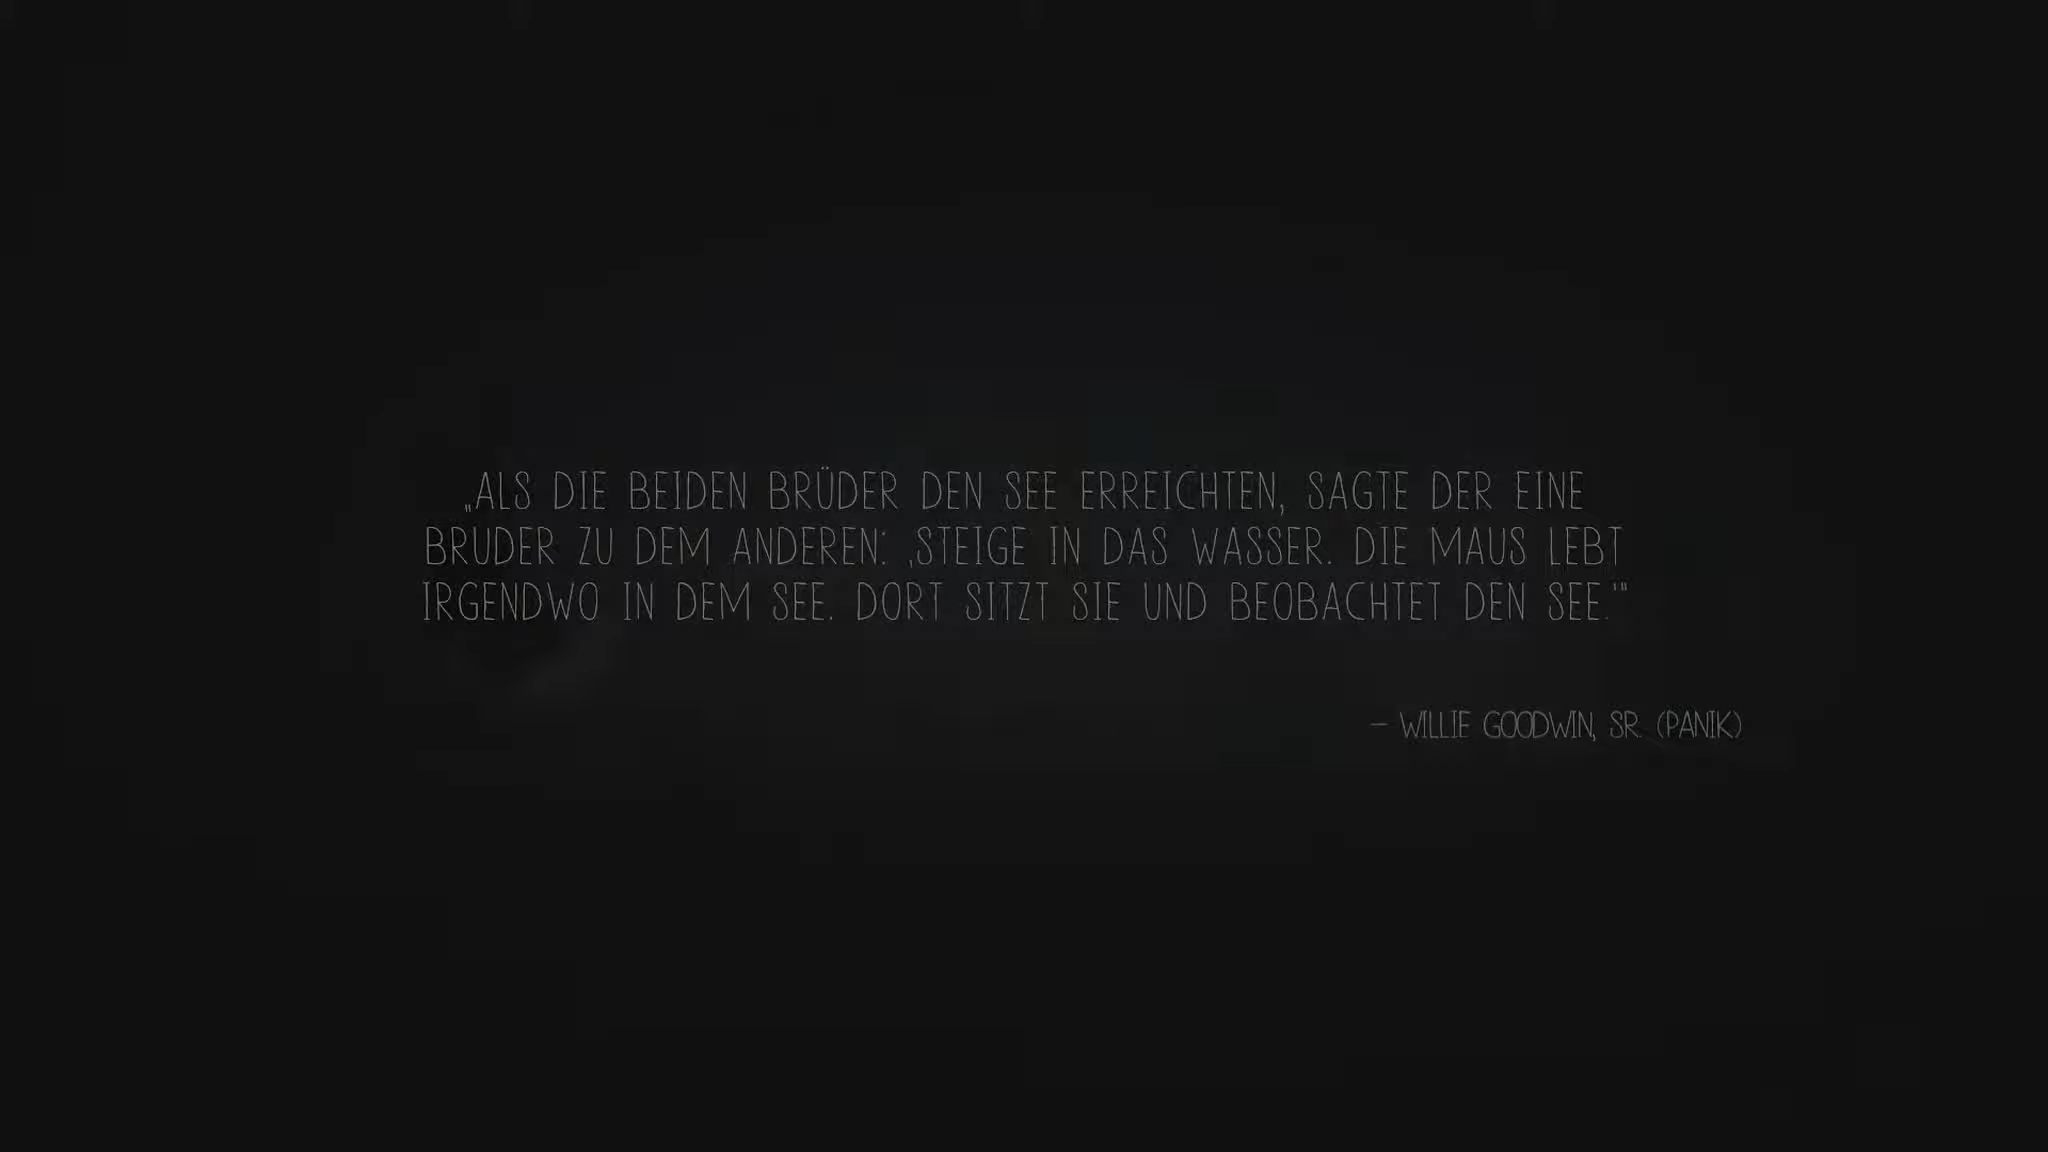 „ALS DIE BEIDEN BRÜDER DEN SEE ERREICHTEN, SAGTE DER EINE
BRUDER ZU DEM ANDEREN: ‚STEIGE IN DAS WASSER. DIE MAUS LEBT
IRGENDWO IN DEM SEE. DORT SITZT SIE UND BEOBACHTET DEN SEE.'"
– WILLIE GOODWIN, SR. (PANIK)